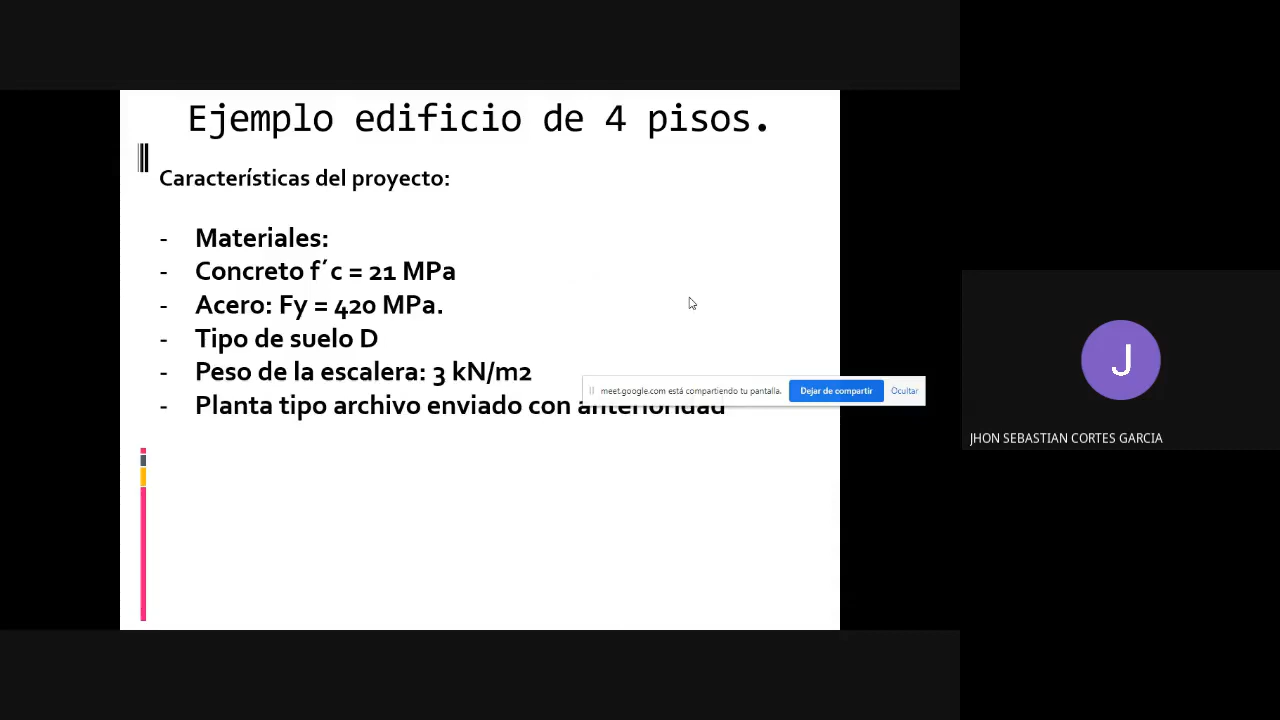 Ejemplo edificio de 4 pisos.
Características del proyecto:
- Materiales:
- Concreto f´c = 21 MPa
- Acero: Fy = 420 MPa.
- Tipo de suelo D
- Peso de la escalera: 3 kN/m2
meet.google.com está compartiendo tu pantalla. Dejar de compartir Ocultar
- Planta tipo archivo enviado con anterioridad
J
JHON SEBASTIAN CORTES GARCIA